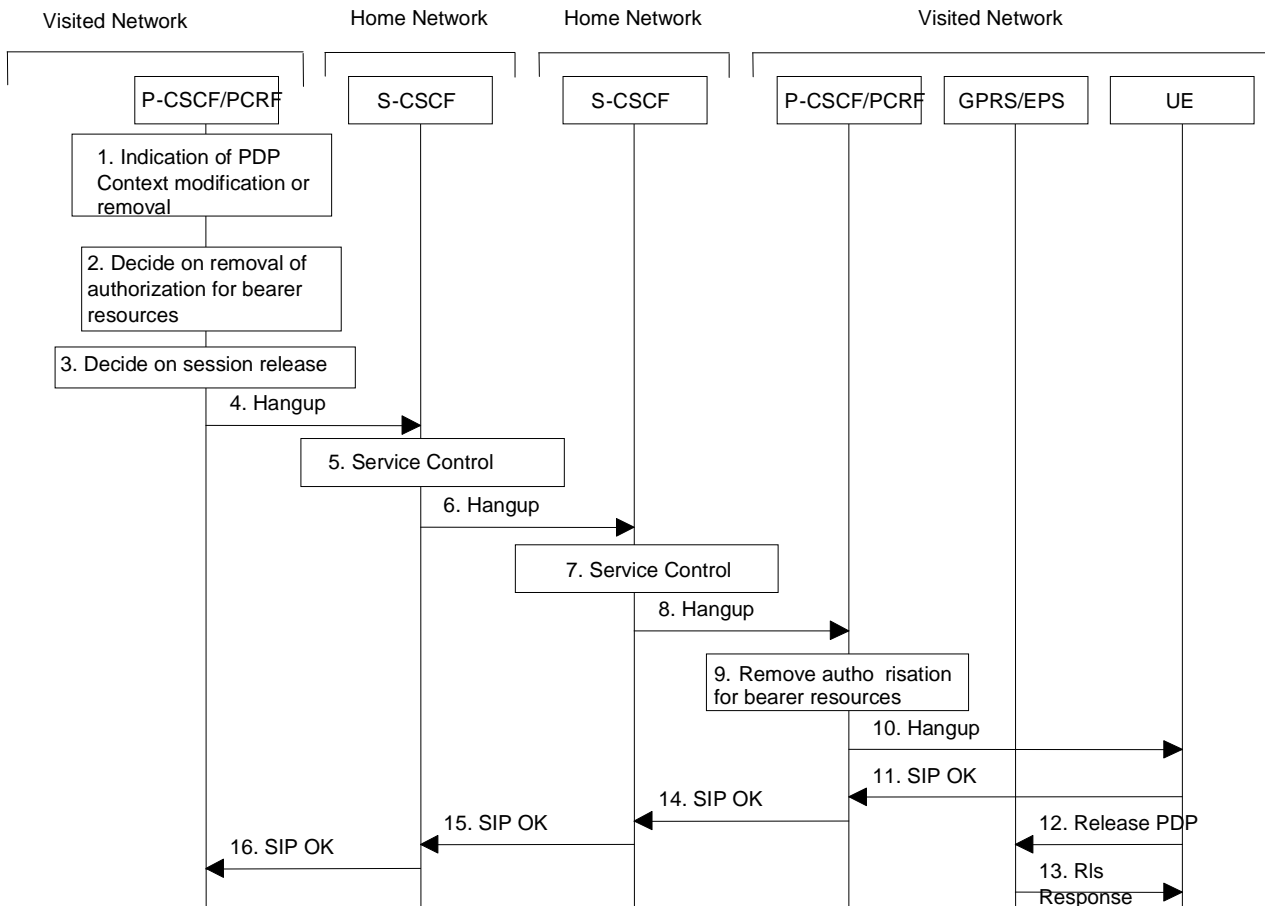 Visited Network
Home Network
Home Network
Visited Network
P-CSCF/PCRF
S-CSCF
S-CSCF
P-CSCF/PCRF
GPRS/EPS
UE
1. Indication of PDP
Context modification or
removal
2. Decide on removal of
authorization for bearer
resources
3. Decide on session release
4. Hangup
5. Service Control
6. Hangup
7. Service Control
8. Hangup
9. Remove autho risation
for bearer resources
10. Hangup
11. SIP OK
14. SIP OK
12. Release PDP
15. SIP OK
16. SIP OK
13. Rls
Response